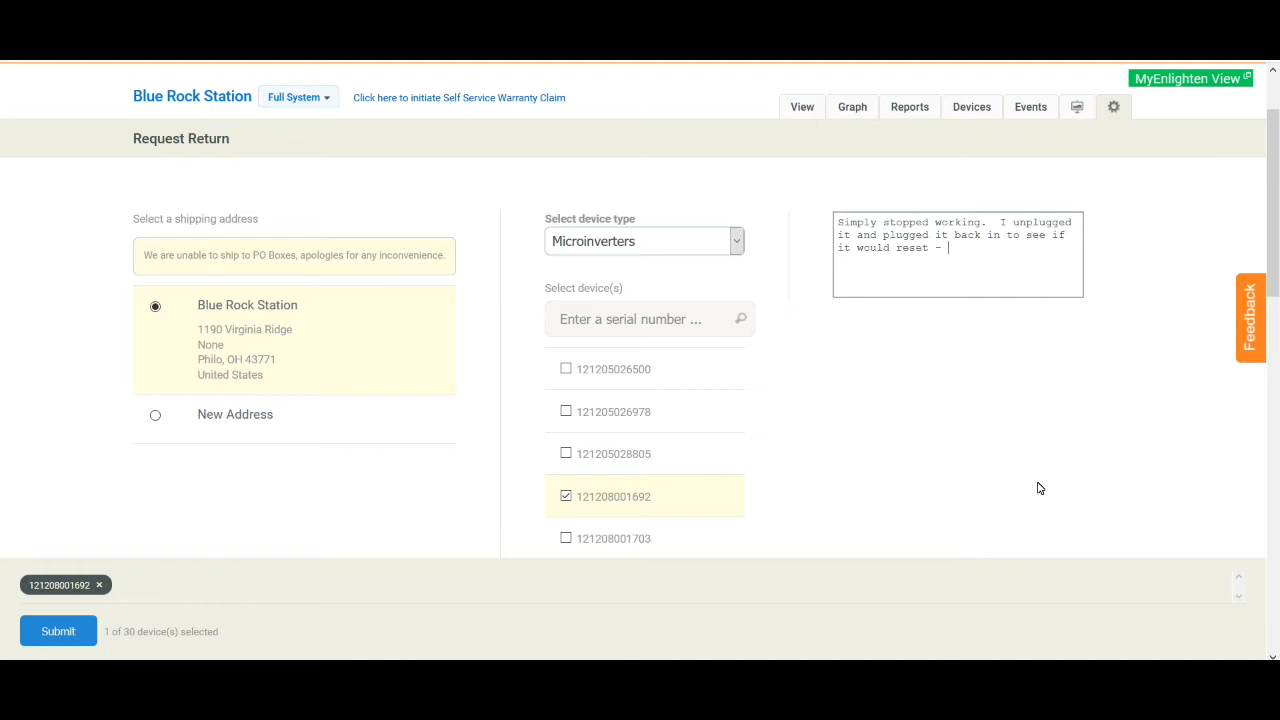 MyEnlighten View
Blue Rock Station
Full System
Click here to initiate Self Service Warranty Claim
View
Graph
Reports
Devices
Events
Request Return
Select a shipping address
We are unable to ship to PO Boxes, apologies for any inconvenience.
Blue Rock Station
1190 Virginia Ridge
None
Philo, OH 43771
United States
New Address
Select device type
Microinverters
Select device(s)
Enter a serial number ...
121205026500
121205026978
121205028805
121208001692
121208001703
Simply stopped working.  I unplugged
it and plugged it back in to see if
it would reset -
Feedback
121208001692 ×
Submit
1 of 30 device(s) selected